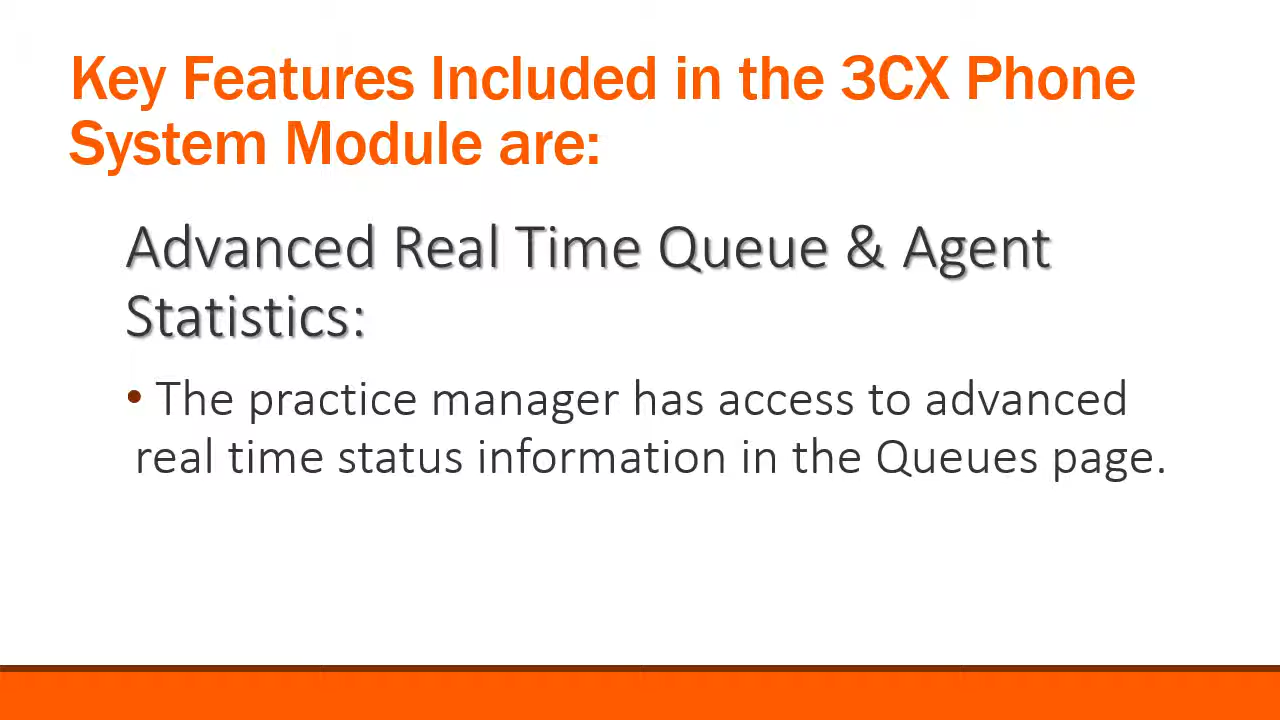 Key Features Included in the 3CX Phone
System Module are:
Advanced Real Time Queue & Agent
Statistics:
• The practice manager has access to advanced
real time status information in the Queues page.